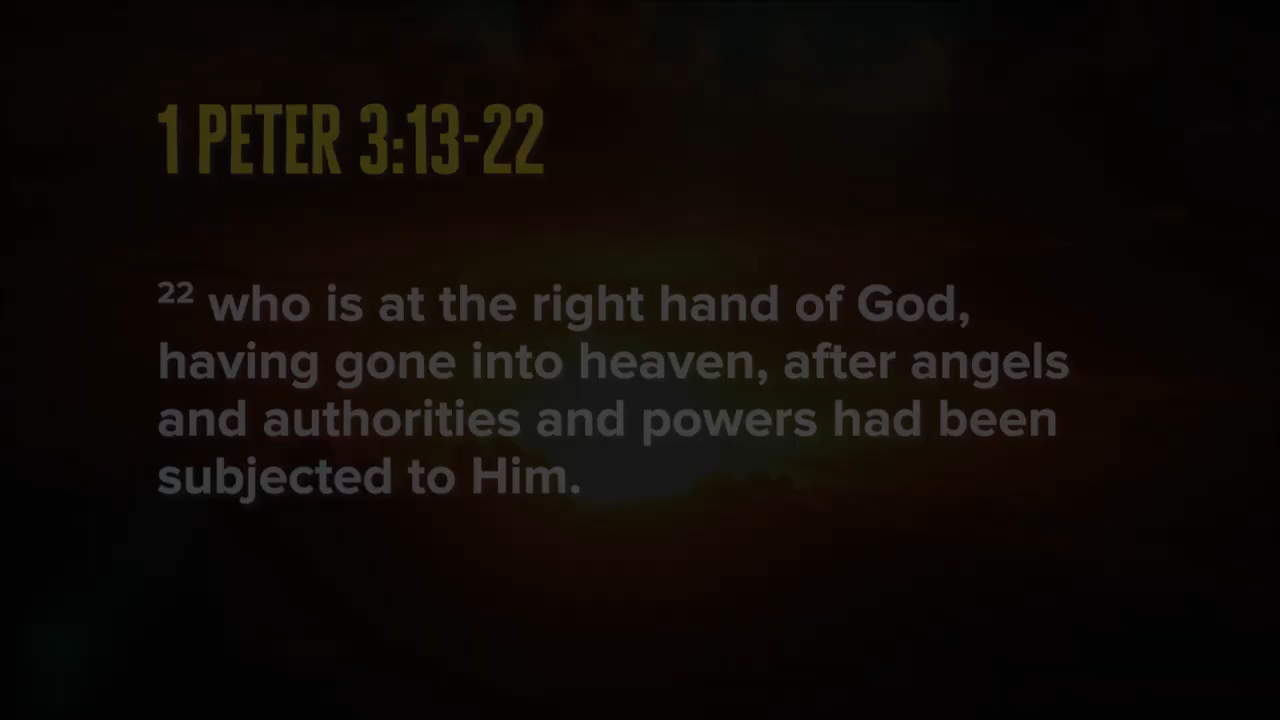 1 PETER 3:13-22
²² who is at the right hand of God,
having gone into heaven, after angels
and authorities and powers had been
subjected to Him.